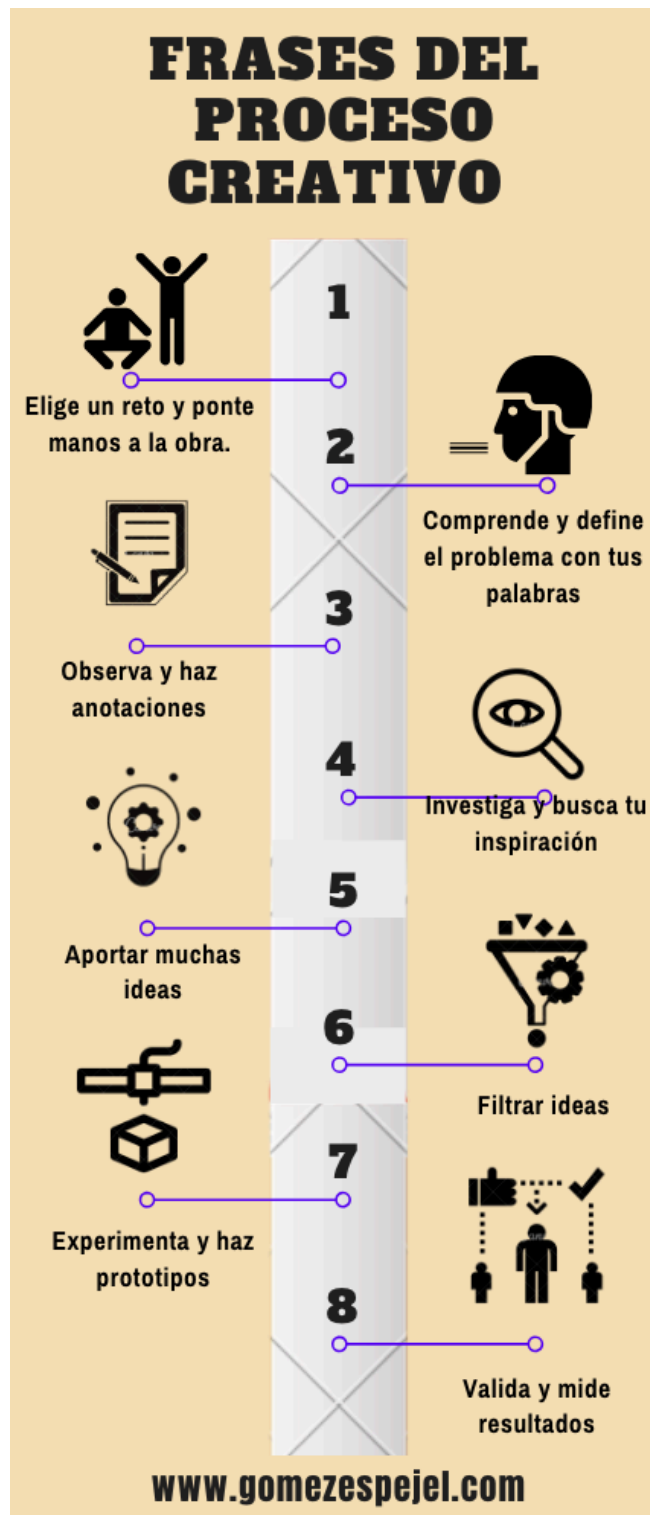 FRASES DEL
PROCESO
CREATIVO
1
Elige un reto y ponte
manos a la obra.
2
Comprende y define
el problema con tus
palabras
3
Observa y haz
anotaciones
4
Investiga y busca tu
inspiración
5
Aportar muchas
ideas
6
Filtrar ideas
7
Experimenta y haz
prototipos
8
Valida y mide
resultados
www.gomezespejel.com